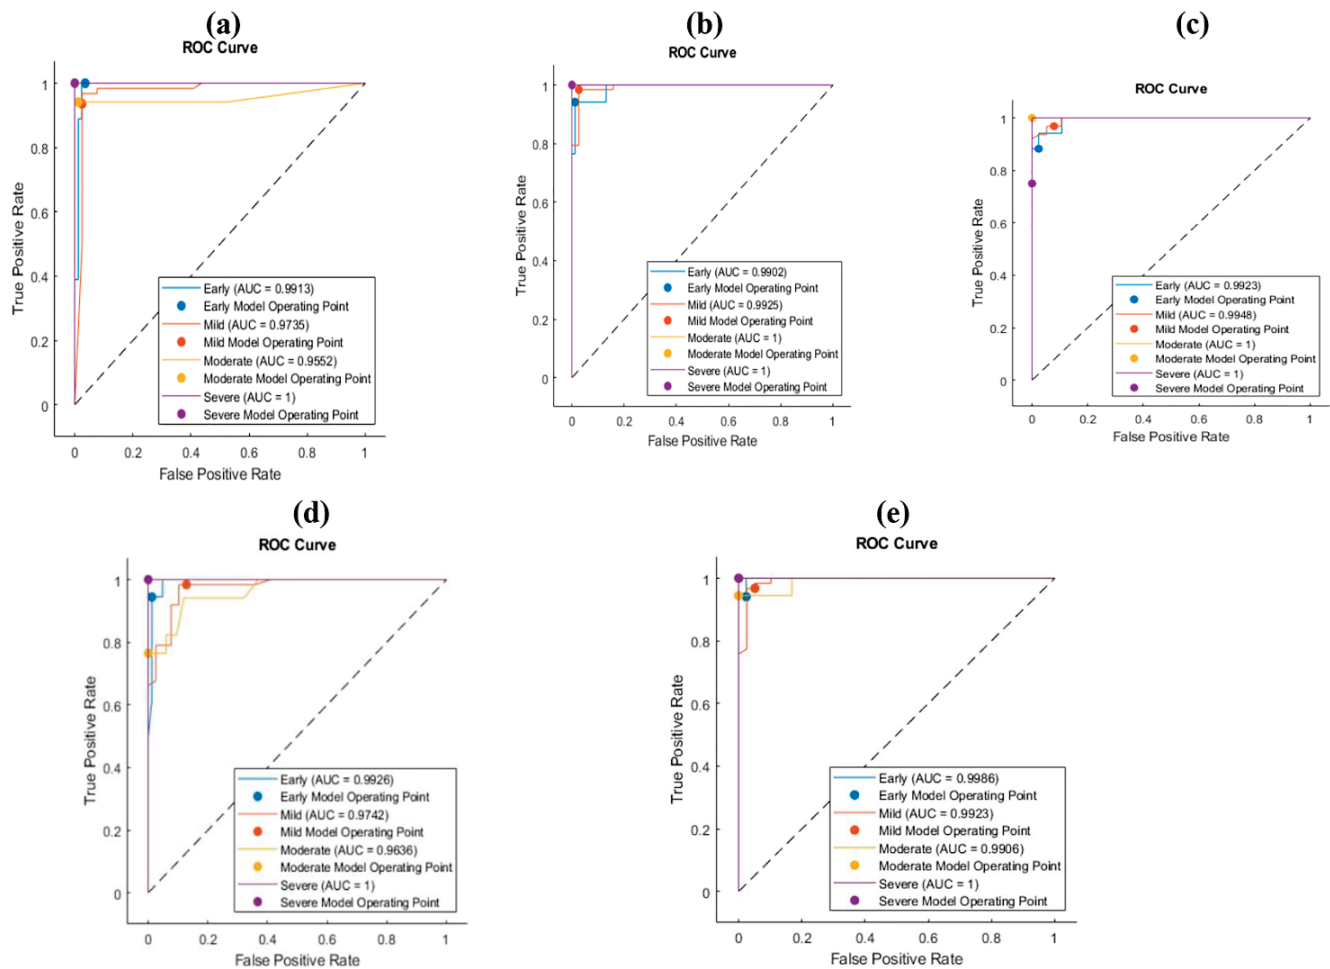 (a)
ROC Curve
1
0.8
0.6
0.4
0.2
0
True Positive Rate
Early (AUC = 0.9913)
Early Model Operating Point
Mild (AUC = 0.9735)
Mild Model Operating Point
Moderate (AUC = 0.9552)
Moderate Model Operating Point
Severe (AUC = 1)
Severe Model Operating Point
0 0.2 0.4 0.6 0.8 1
False Positive Rate
(b)
ROC Curve
1
0.8
0.6
0.4
0.2
0
True Positive Rate
Early (AUC = 0.9902)
Early Model Operating Point
Mild (AUC = 0.9925)
Mild Model Operating Point
Moderate (AUC = 1)
Moderate Model Operating Point
Severe (AUC = 1)
Severe Model Operating Point
0 0.2 0.4 0.6 0.8 1
False Positive Rate
(c)
ROC Curve
1
0.8
0.6
0.4
0.2
0
True Positive Rate
Early (AUC = 0.9923)
Early Model Operating Point
Mild (AUC = 0.9948)
Mild Model Operating Point
Moderate (AUC = 1)
Moderate Model Operating Point
Severe (AUC = 1)
Severe Model Operating Point
0 0.2 0.4 0.6 0.8 1
False Positive Rate
(d)
ROC Curve
1
0.8
0.6
0.4
0.2
0
True Positive Rate
Early (AUC = 0.9926)
Early Model Operating Point
Mild (AUC = 0.9742)
Mild Model Operating Point
Moderate (AUC = 0.9636)
Moderate Model Operating Point
Severe (AUC = 1)
Severe Model Operating Point
0 0.2 0.4 0.6 0.8 1
False Positive Rate
(e)
ROC Curve
1
0.8
0.6
0.4
0.2
0
True Positive Rate
Early (AUC = 0.9986)
Early Model Operating Point
Mild (AUC = 0.9923)
Mild Model Operating Point
Moderate (AUC = 0.9906)
Moderate Model Operating Point
Severe (AUC = 1)
Severe Model Operating Point
0 0.2 0.4 0.6 0.8 1
False Positive Rate